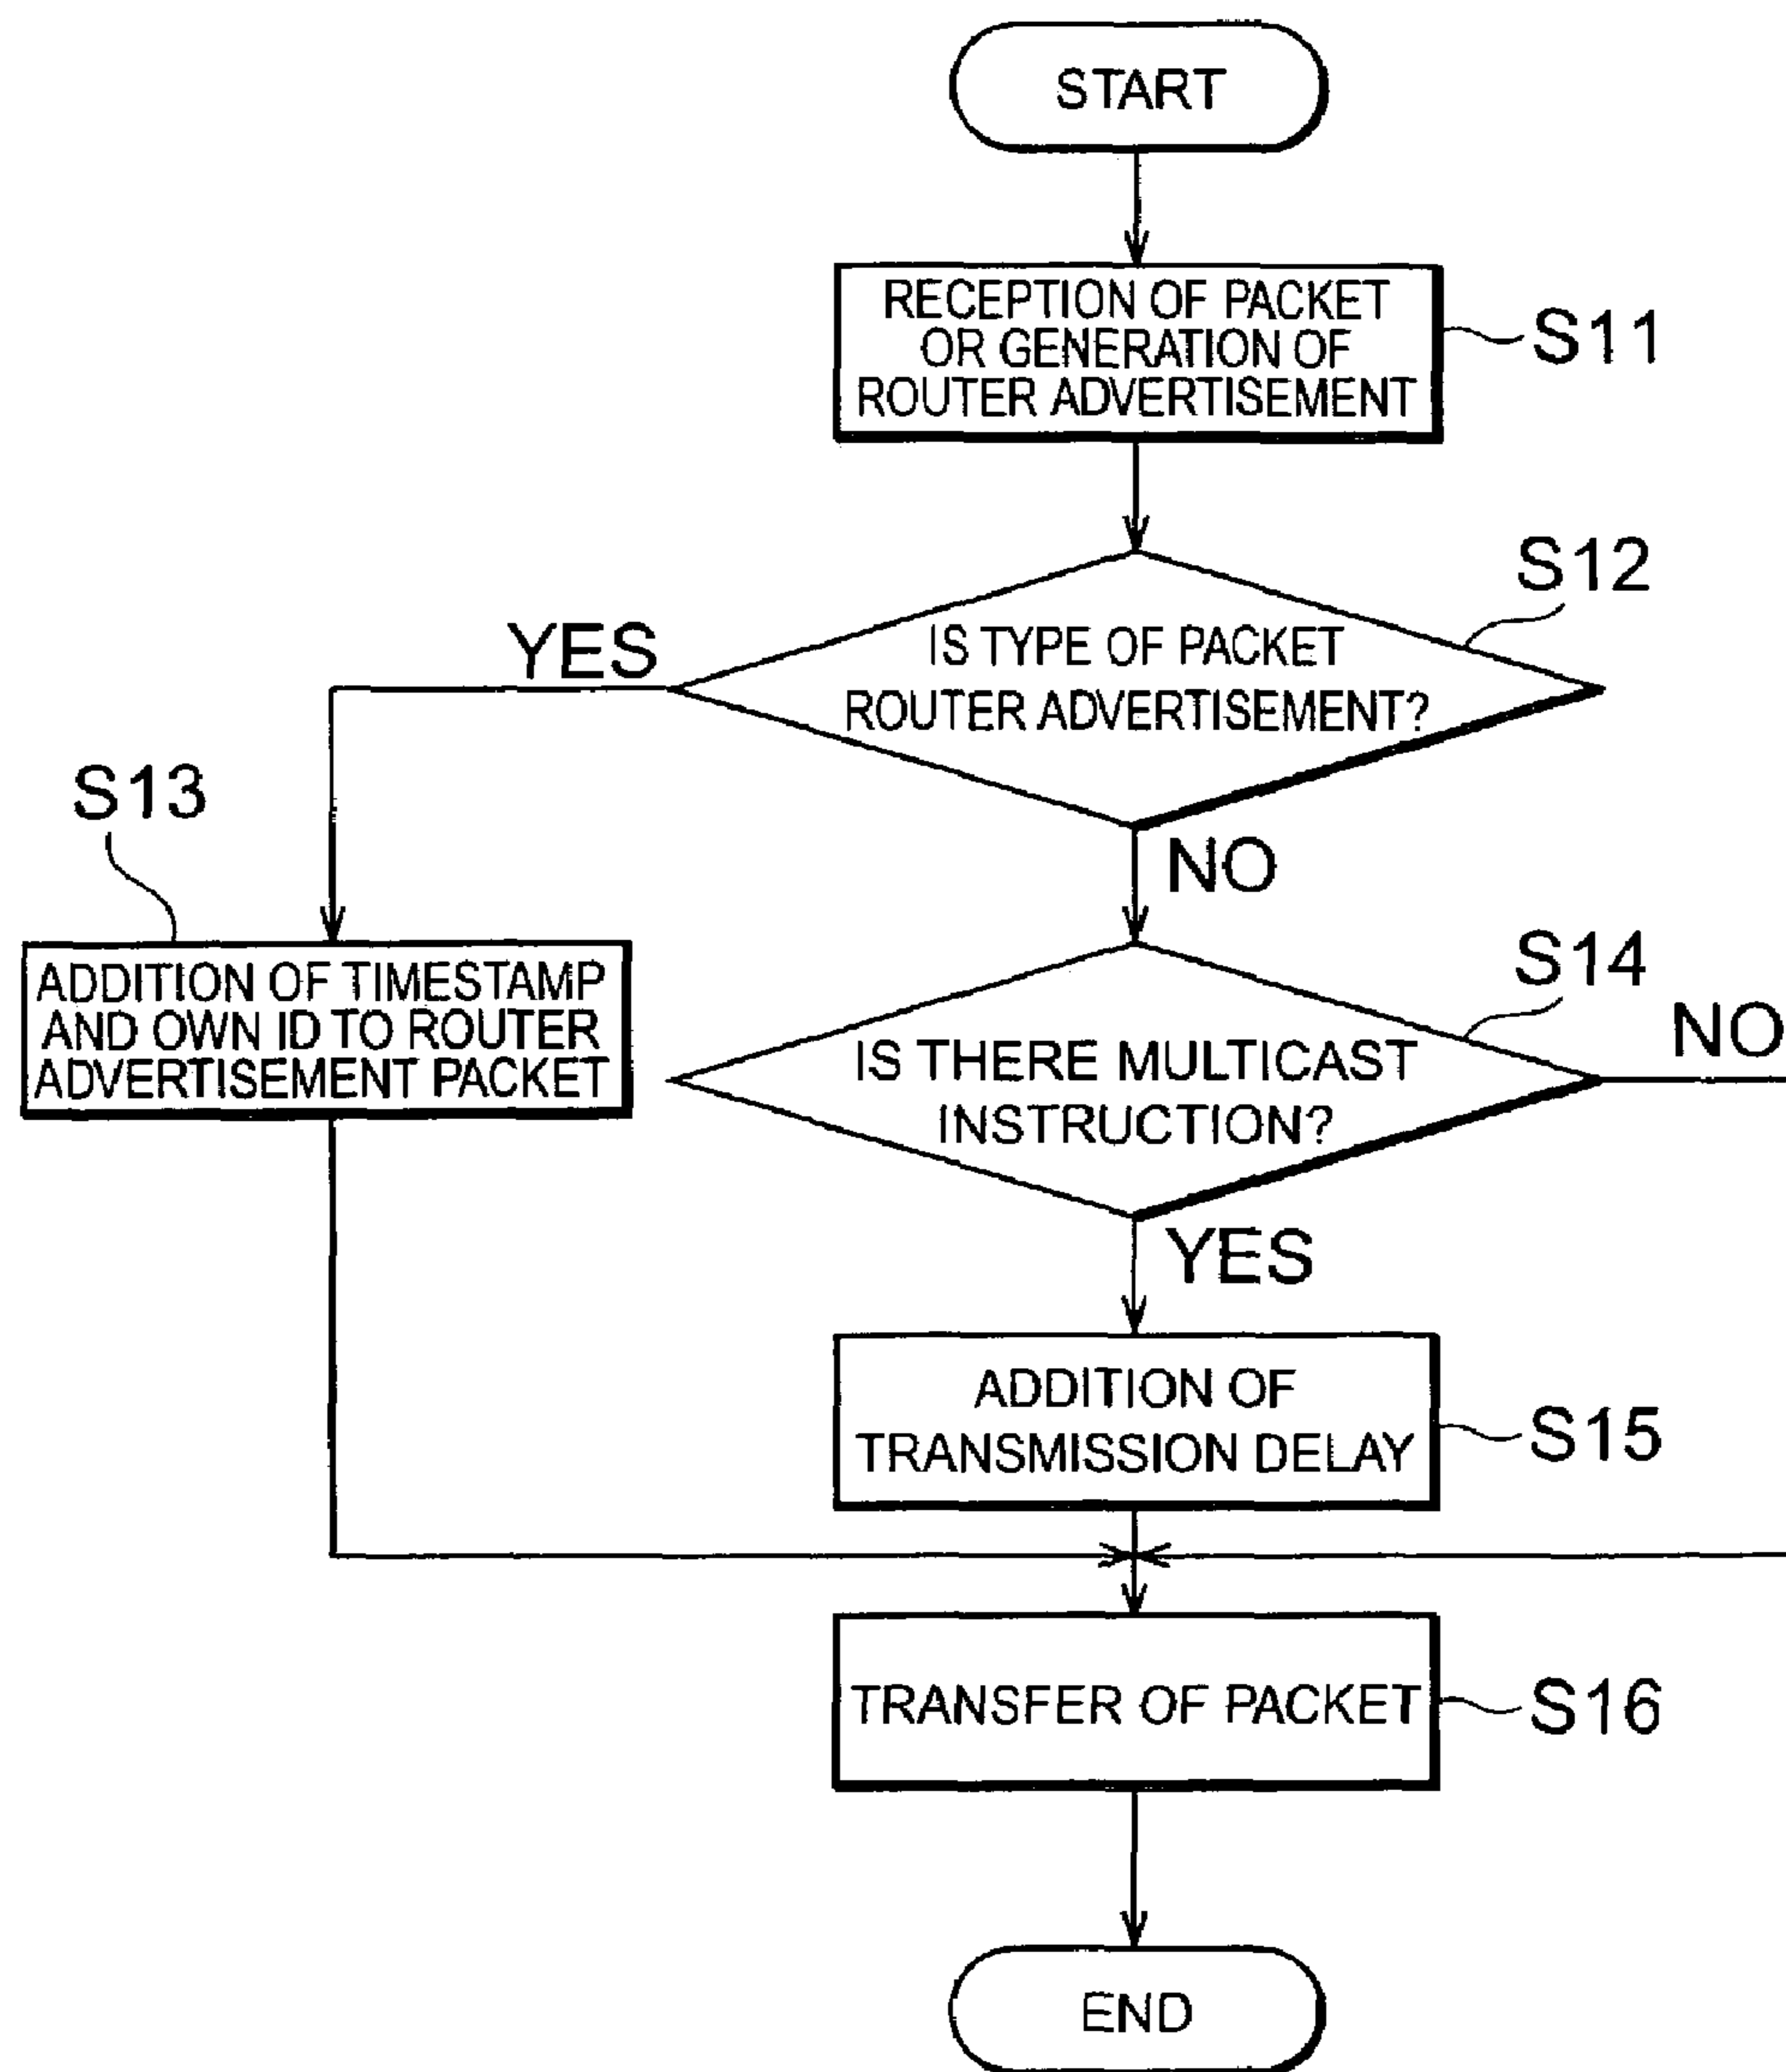 START
RECEPTION OF PACKET
OR GENERATION OF
ROUTER ADVERTISEMENT
S11
S12
IS TYPE OF PACKET
ROUTER ADVERTISEMENT?
YES
NO
S13
ADDITION OF TIMESTAMP
AND OWN ID TO ROUTER
ADVERTISEMENT PACKET
S14
IS THERE MULTICAST
INSTRUCTION?
NO
YES
ADDITION OF
TRANSMISSION DELAY
S15
TRANSFER OF PACKET
S16
END